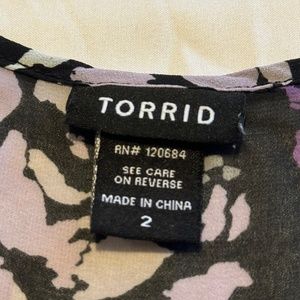 TORRID
RN# 120684
SEE CARE
ON REVERSE
MADE IN CHINA
2